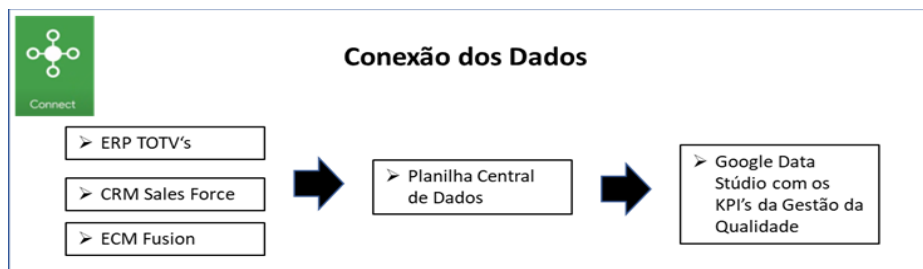 Conexão dos Dados
Connect
➢ ERP TOTV‘s
➢ CRM Sales Force
➢ ECM Fusion
➢ Planilha Central
de Dados
➢ Google Data
Stúdio com os
KPI’s da Gestão da
Qualidade